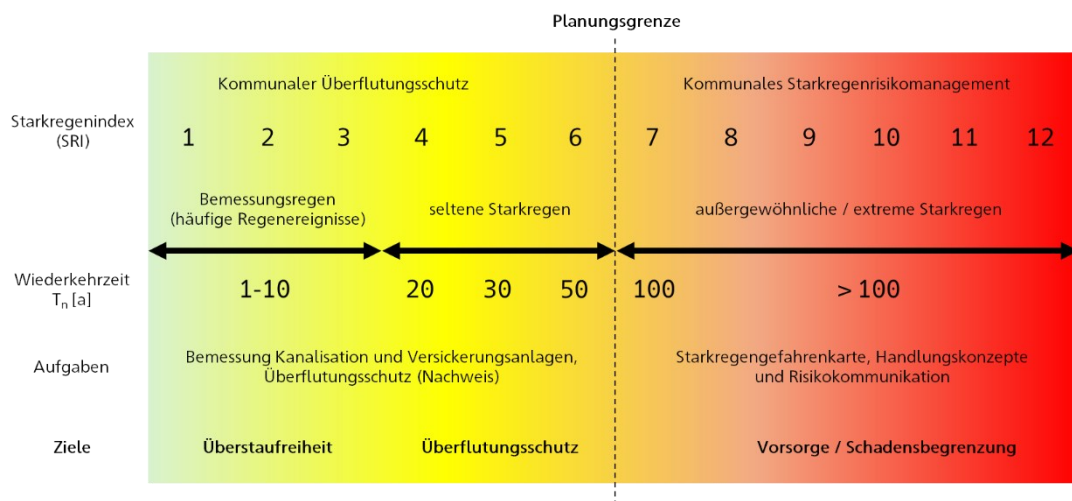 Planungsgrenze
Kommunaler Überflutungsschutz
Kommunales Starkregenrisikomanagement
Starkregenindex
(SRI)
1 2 3 4 5 6 7 8 9 10 11 12
Bemessungsregen
(häufige Regenereignisse)
seltene Starkregen
außergewöhnliche / extreme Starkregen
Wiederkehrzeit
Tn [a]
1-10 20 30 50 100 > 100
Aufgaben
Bemessung Kanalisation und Versickerungsanlagen,
Überflutungsschutz (Nachweis)
Starkregengefahrenkarte, Handlungskonzepte
und Risikokommunikation
Ziele
Überstaufreiheit
Überflutungsschutz
Vorsorge / Schadensbegrenzung